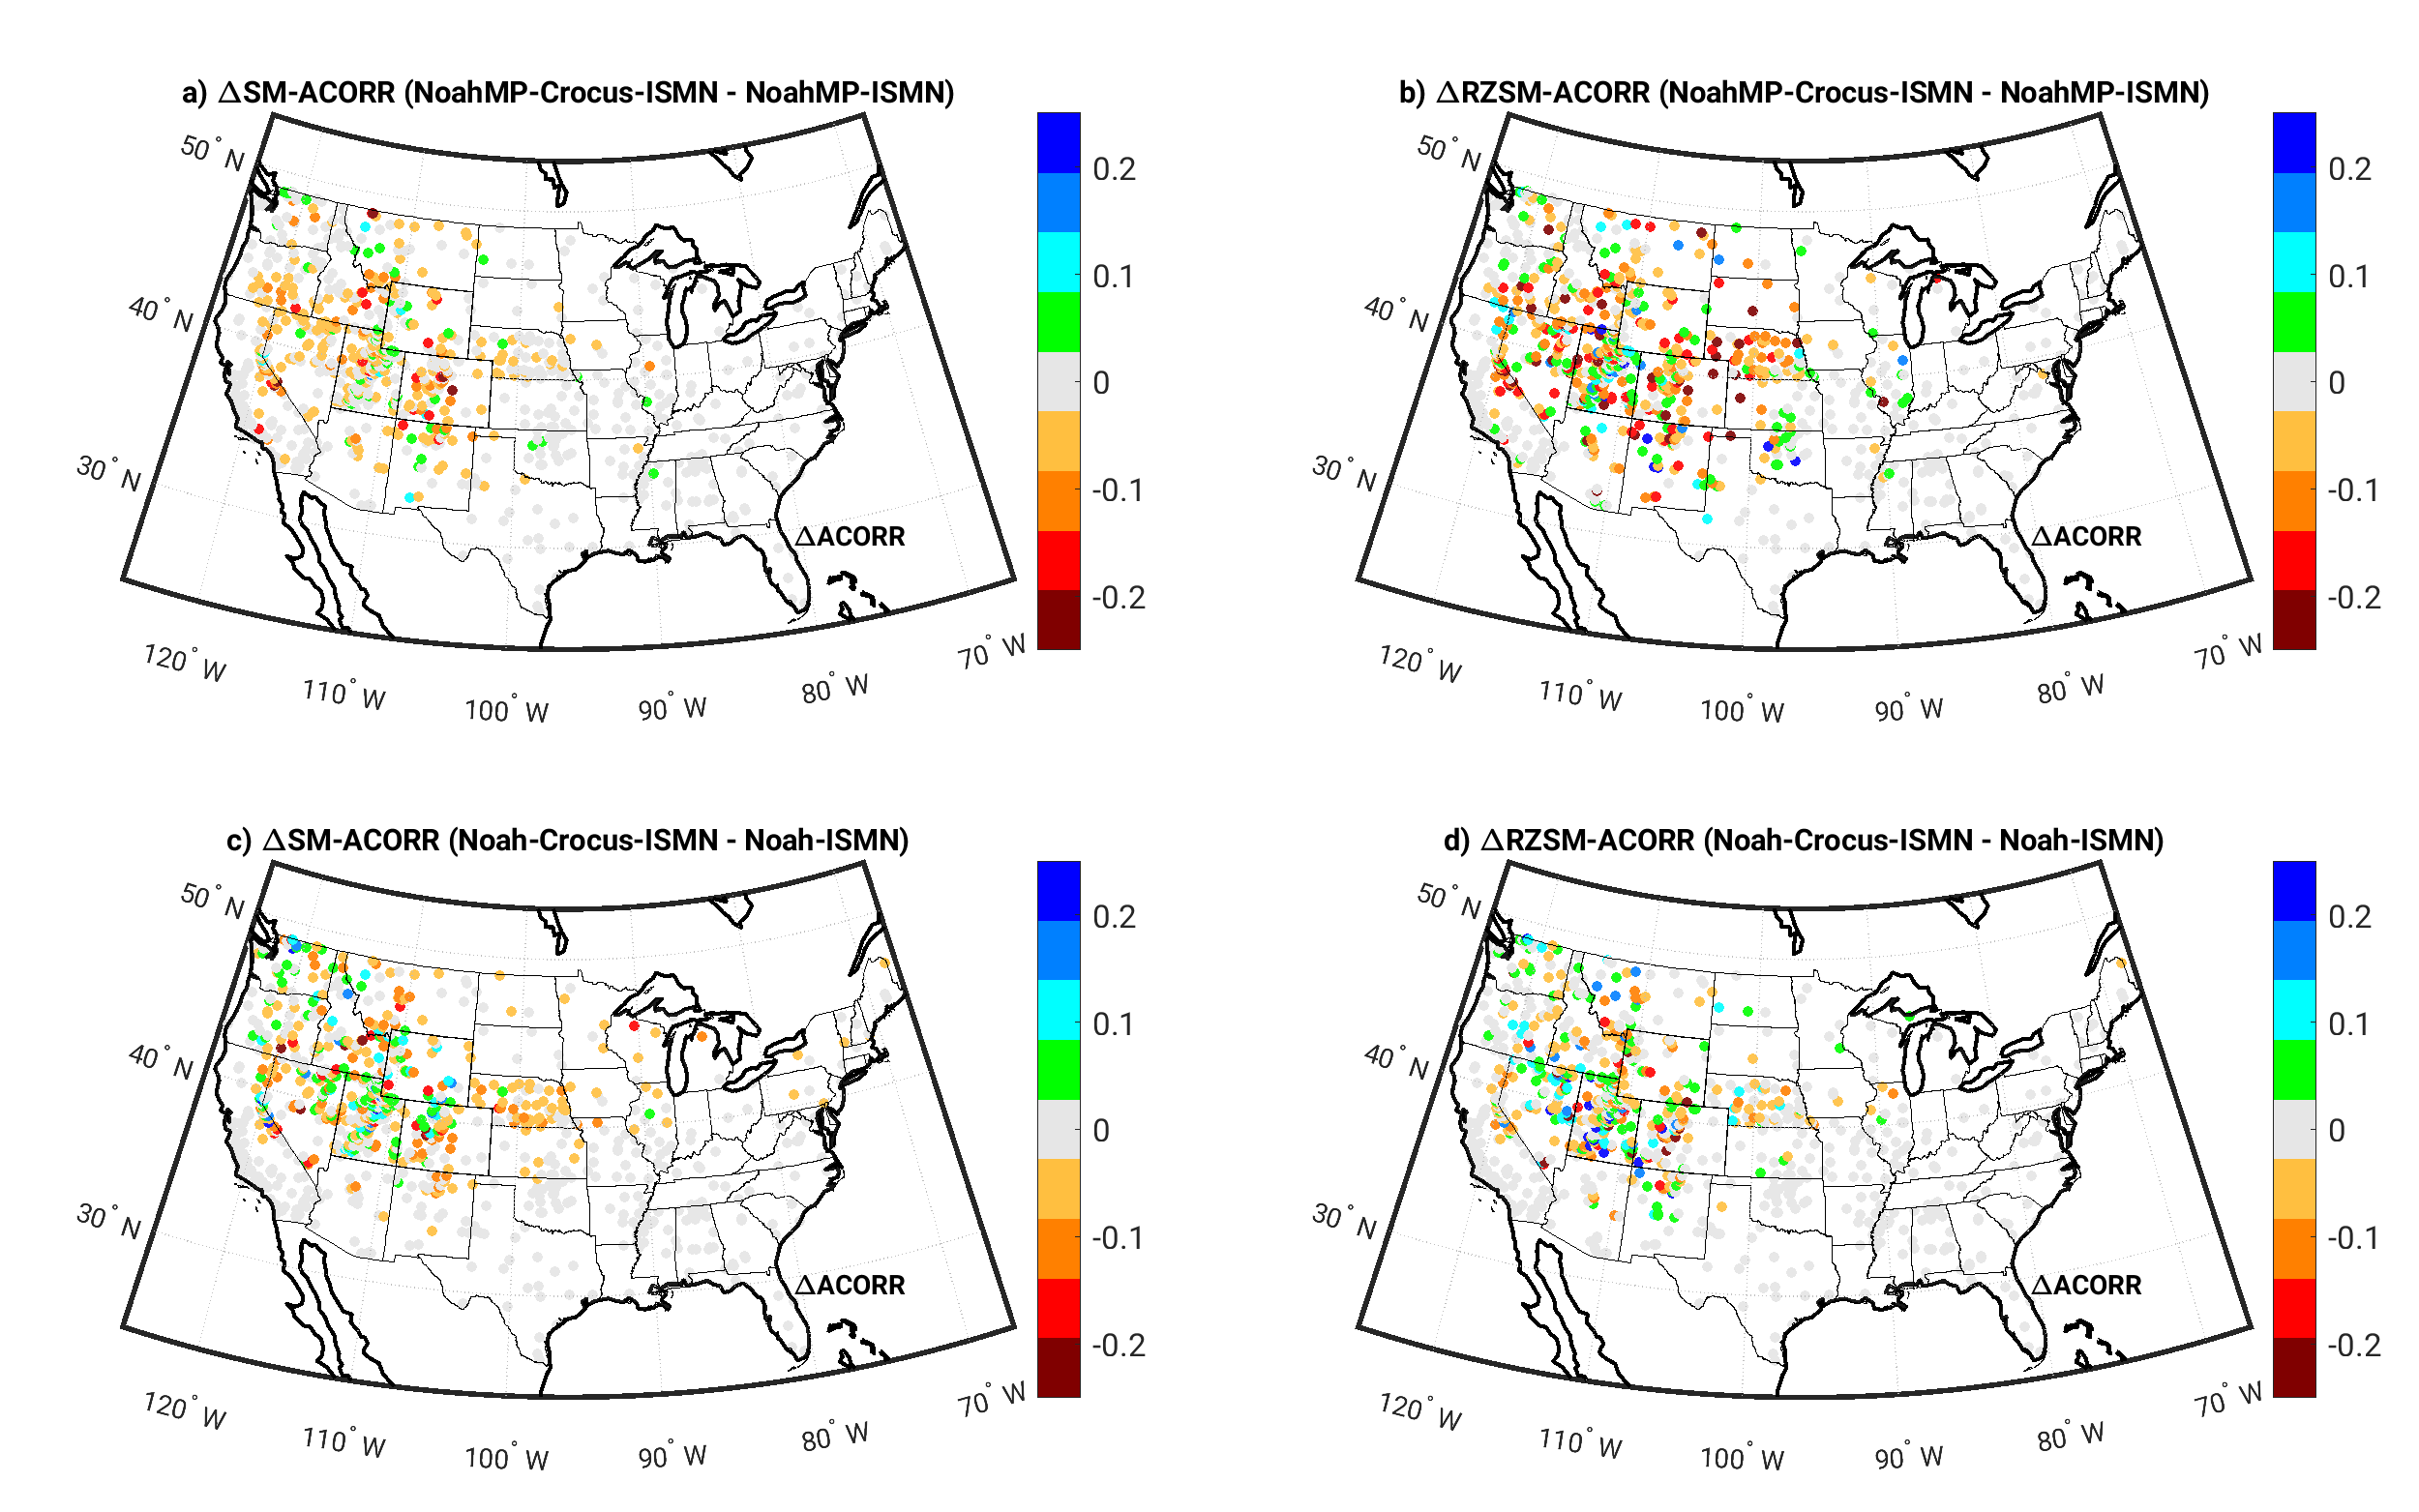 a) ΔSM-ACORR (NoahMP-Crocus-ISMN - NoahMP-ISMN)
50° N
40° N
30° N
120° W
110° W
100° W
90° W
80° W
70° W
ΔACORR
0.2
0.1
0
-0.1
-0.2
b) ΔRZSM-ACORR (NoahMP-Crocus-ISMN - NoahMP-ISMN)
50° N
40° N
30° N
120° W
110° W
100° W
90° W
80° W
70° W
ΔACORR
0.2
0.1
0
-0.1
-0.2
c) ΔSM-ACORR (Noah-Crocus-ISMN - Noah-ISMN)
50° N
40° N
30° N
120° W
110° W
100° W
90° W
80° W
70° W
ΔACORR
0.2
0.1
0
-0.1
-0.2
d) ΔRZSM-ACORR (Noah-Crocus-ISMN - Noah-ISMN)
50° N
40° N
30° N
120° W
110° W
100° W
90° W
80° W
70° W
ΔACORR
0.2
0.1
0
-0.1
-0.2